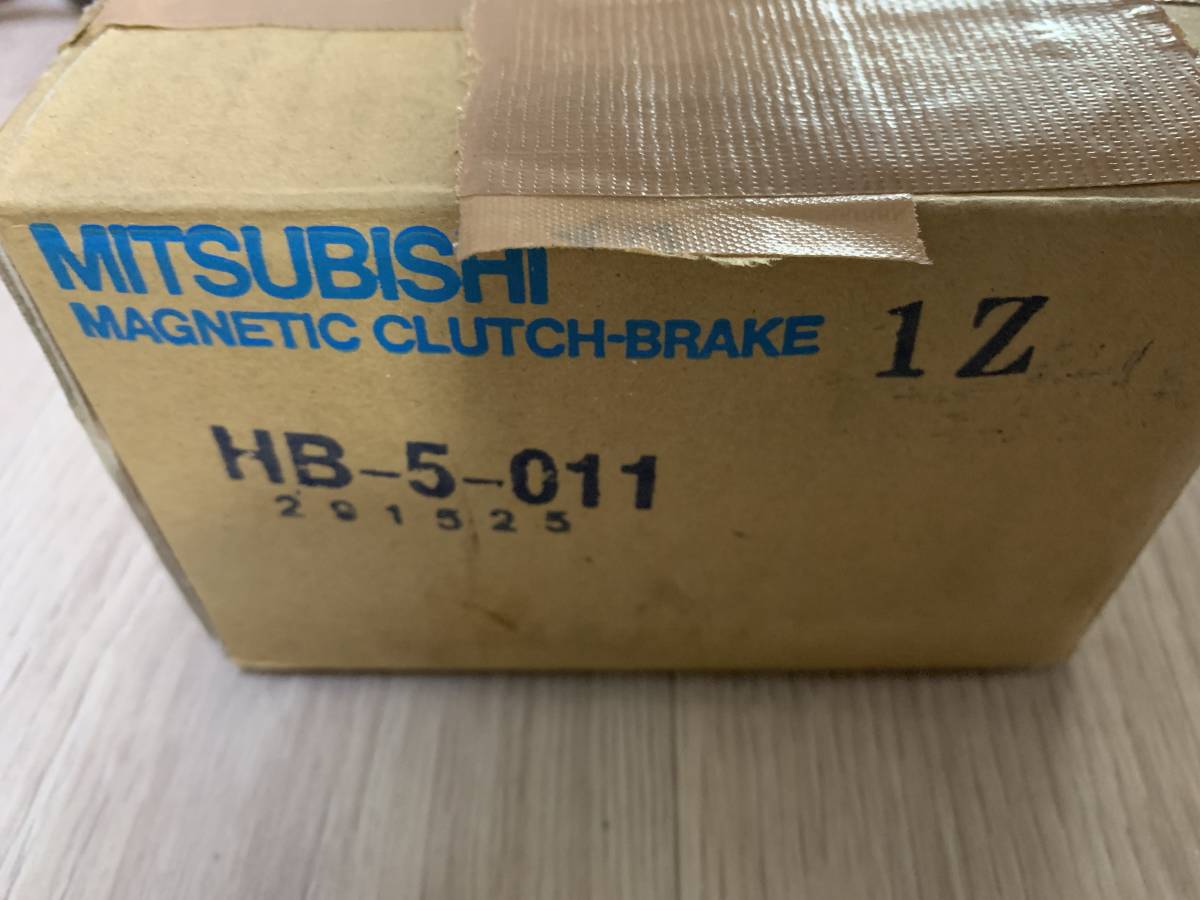 MITSUBISHI
MAGNETIC CLUTCH-BRAKE
1Z
HB-5-011
291525